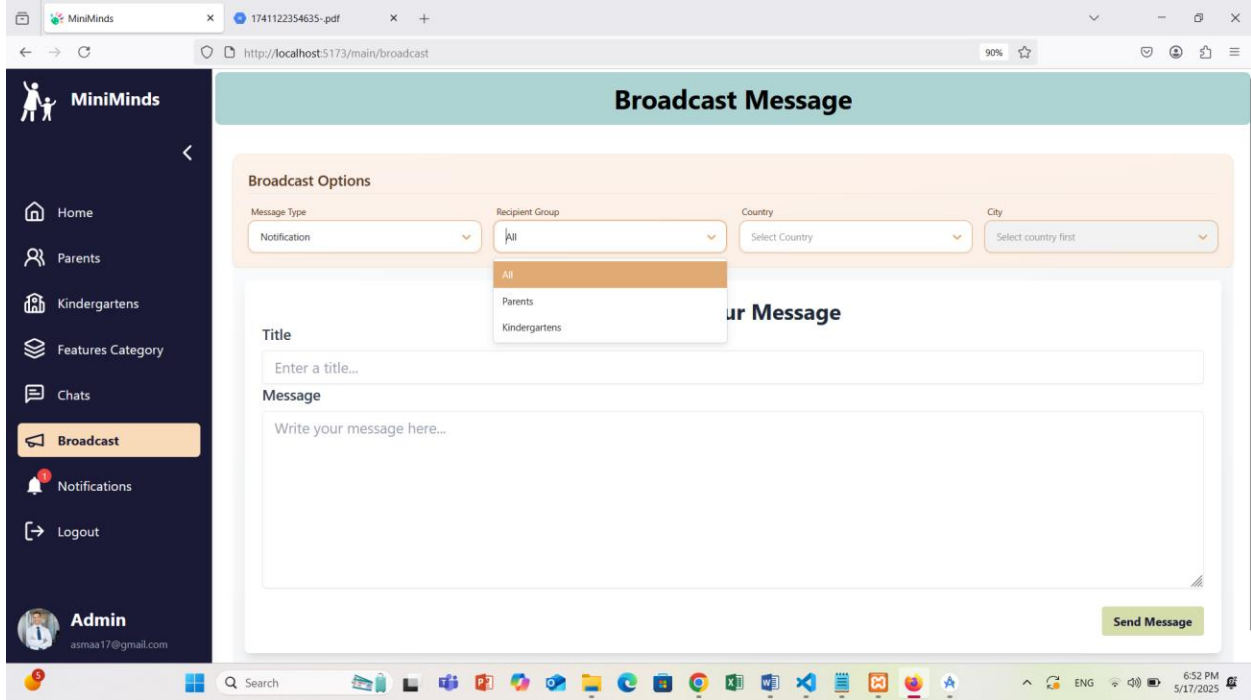 MiniMinds
1741122354635-.pdf
http://localhost:5173/main/broadcast
90%
MiniMinds
Broadcast Message
Broadcast Options
Message Type
Recipient Group
Country
City
Notification
All
Select Country
Select country first
All
Parents
Kindergartens
ur Message
Title
Enter a title...
Message
Write your message here...
Send Message
Home
Parents
Kindergartens
Features Category
Chats
Broadcast
1
Notifications
Logout
Admin
asmaa17@gmail.com
5
Search
ENG
6:52 PM
5/17/2025